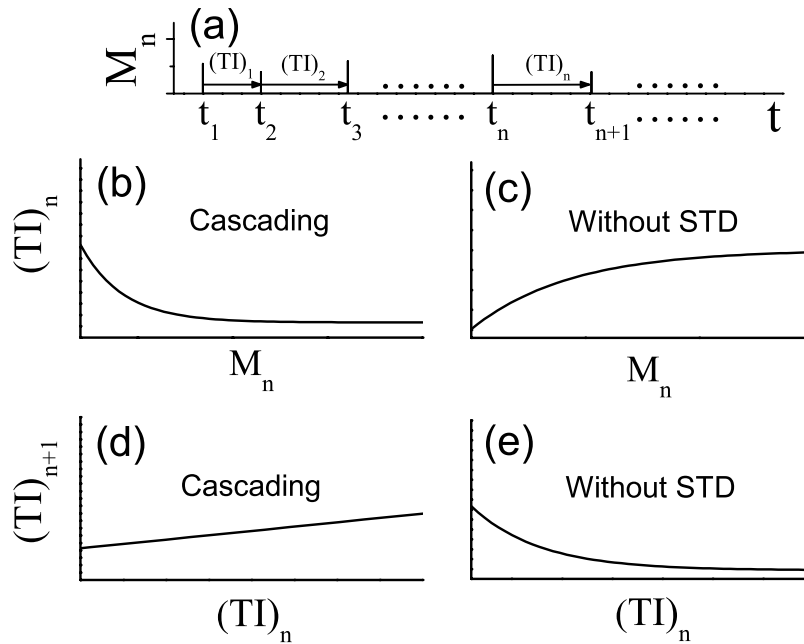 (a)
M_n
(TI)_1 (TI)_2 ...... (TI)_n ......
t_1 t_2 t_3 ...... t_n t_{n+1} ...... t
(b)
Cascading
(TI)_n
M_n
(c)
Without STD
M_n
(d)
Cascading
(TI)_{n+1}
(TI)_n
(e)
Without STD
(TI)_n